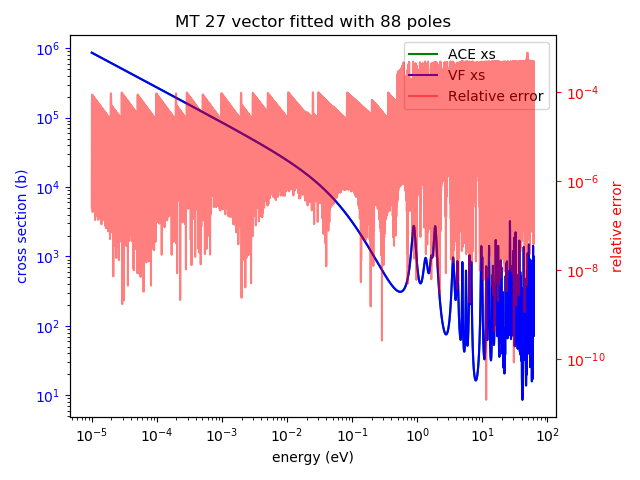 MT 27 vector fitted with 88 poles
ACE xs
VF xs
Relative error
cross section (b)
10^6
10^5
10^4
10^3
10^2
10^1
10^-4
10^-6
10^-8
10^-10
relative error
10^-5 10^-4 10^-3 10^-2 10^-1 10^0 10^1 10^2
energy (eV)